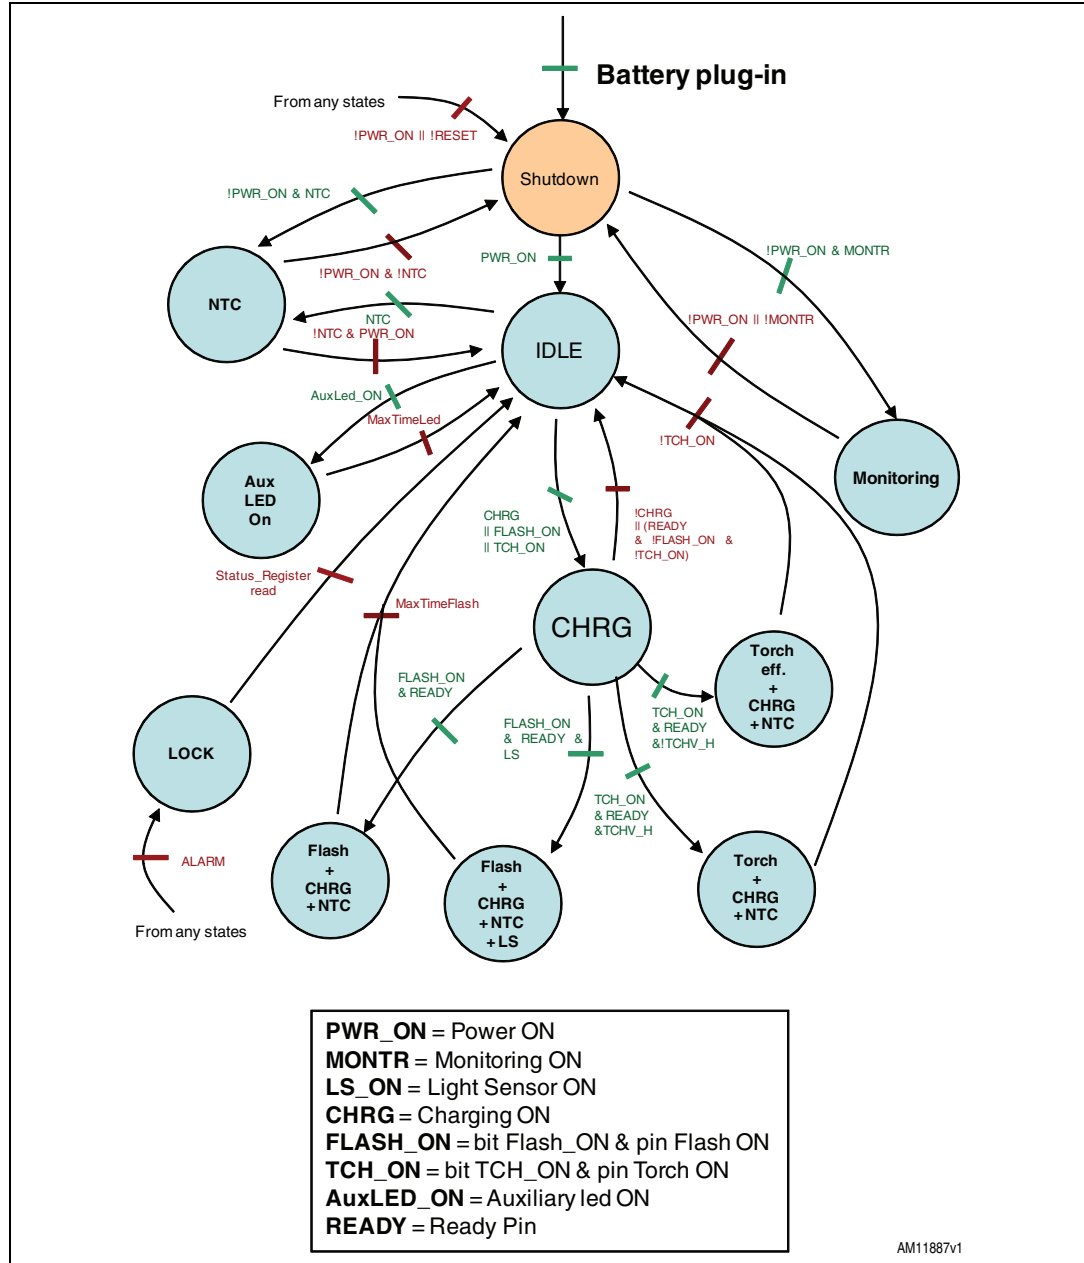 Battery plug-in
From any states
!PWR_ON || !RESET
Shutdown
!PWR_ON & NTC
!PWR_ON & MONTR
PWR_ON
!PWR_ON & !NTC
NTC
NTC
!PWR_ON || !MONTR
!NTC & PWR_ON
IDLE
AuxLed_ON
MaxTimeLed
!TCH_ON
Aux
LED
On
Monitoring
CHRG
|| FLASH_ON
|| TCH_ON
!CHRG
|| (READY
& !FLASH_ON &
!TCH_ON)
Status_Register
read
MaxTimeFlash
CHRG
Torch
eff.
+
CHRG
+NTC
FLASH_ON
& READY
FLASH_ON
& READY &
LS
TCH_ON
& READY
&!TCHV_H
LOCK
TCH_ON
& READY
&TCHV_H
ALARM
Flash
+
CHRG
+NTC
Flash
+
CHRG
+NTC
+LS
Torch
+
CHRG
+NTC
From any states
PWR_ON = Power ON
MONTR = Monitoring ON
LS_ON = Light Sensor ON
CHRG = Charging ON
FLASH_ON = bit Flash_ON & pin Flash ON
TCH_ON = bit TCH_ON & pin Torch ON
AuxLED_ON = Auxiliary led ON
READY = Ready Pin
AM11887v1